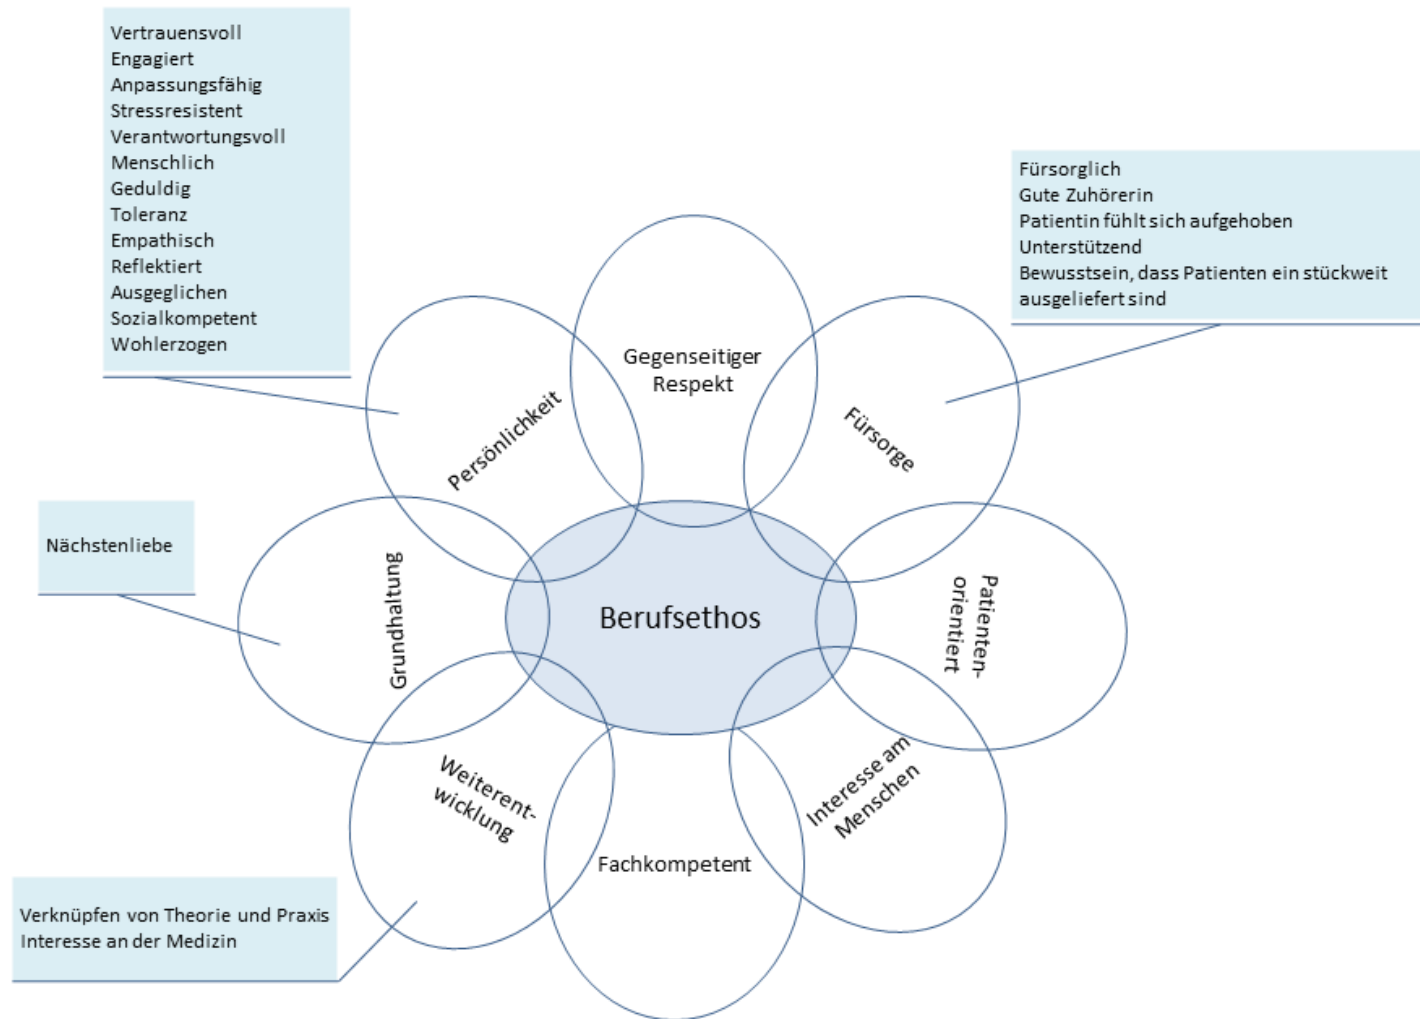 Vertrauensvoll
Engagiert
Anpassungsfähig
Stressresistent
Verantwortungsvoll
Menschlich
Geduldig
Toleranz
Empathisch
Reflektiert
Ausgeglichen
Sozialkompetent
Wohlerzogen
Fürsorglich
Gute Zuhörerin
Patientin fühlt sich aufgehoben
Unterstützend
Bewusstsein, dass Patienten ein stückweit
ausgeliefert sind
Gegenseitiger
Respekt
Persönlichkeit
Fürsorge
Nächstenliebe
Grundhaltung
Berufsethos
Patienten-
orientiert
Weiterent-
wicklung
Interesse am
Menschen
Fachkompetent
Verknüpfen von Theorie und Praxis
Interesse an der Medizin